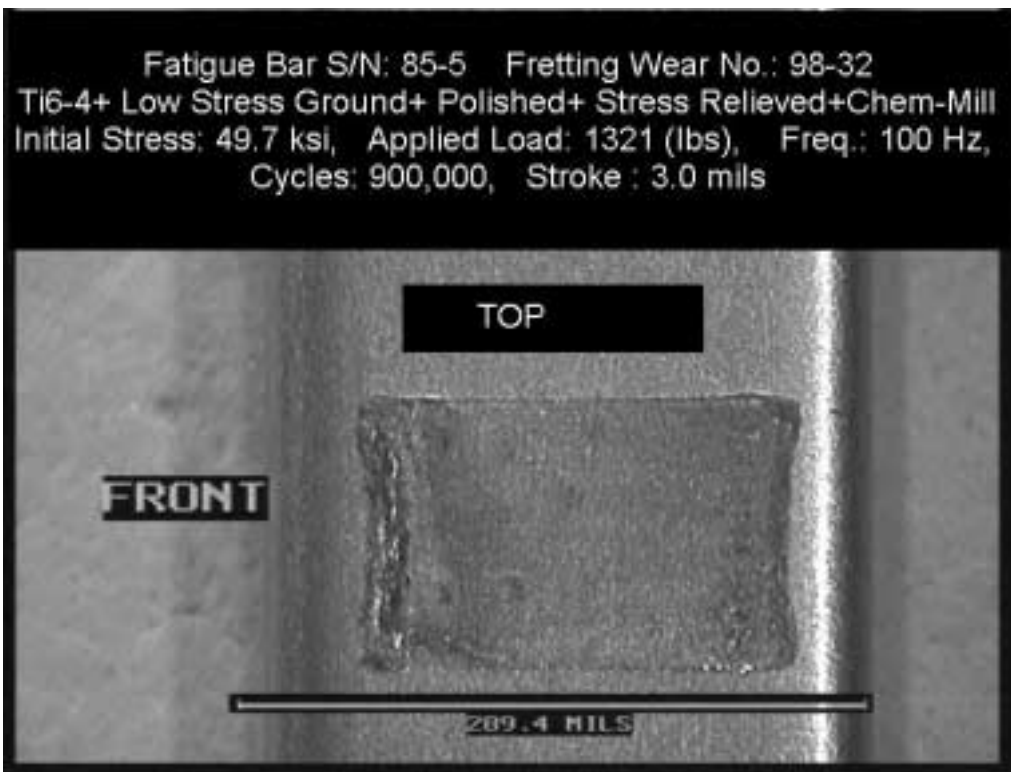 Fatigue Bar S/N: 85-5 Fretting Wear No.: 98-32
Ti6-4+ Low Stress Ground+ Polished+ Stress Relieved+Chem-Mill
Initial Stress: 49.7 ksi, Applied Load: 1321 (lbs), Freq.: 100 Hz,
Cycles: 900,000, Stroke : 3.0 mils
TOP
FRONT
209.4 MILS